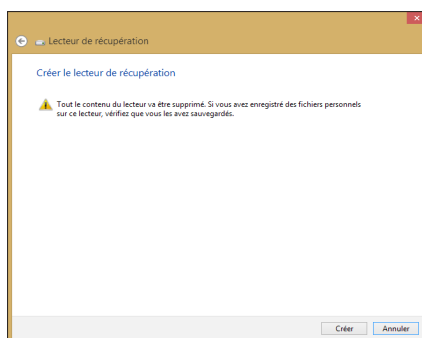 Lecteur de récupération
Créer le lecteur de récupération
Tout le contenu du lecteur va être supprimé. Si vous avez enregistré des fichiers personnels
sur ce lecteur, vérifiez que vous les avez sauvegardés.
Créer Annuler